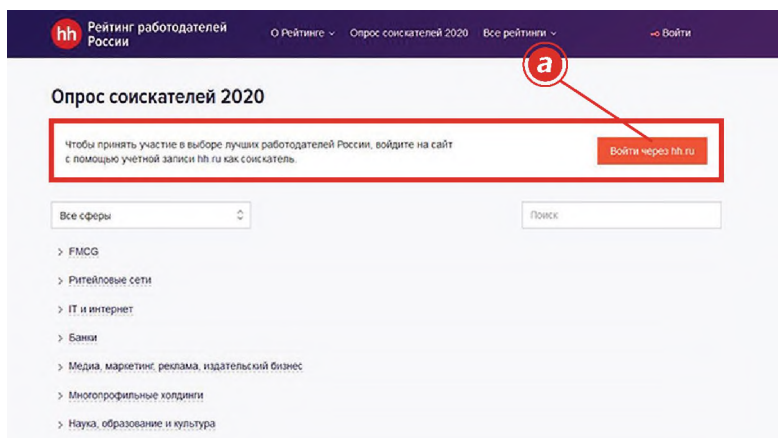 hh Рейтинг работодателей России
О Рейтинге Опрос соискателей 2020 Все рейтинги Войти
a
Опрос соискателей 2020
Чтобы принять участие в выборе лучших работодателей России, войдите на сайт
с помощью учетной записи hh.ru как соискатель.
Войти через hh.ru
Все сферы
Поиск
FMCG
Ритейловые сети
IT и интернет
Банки
Медиа, маркетинг, реклама, издательский бизнес
Многопрофильные холдинги
Наука, образование и культура